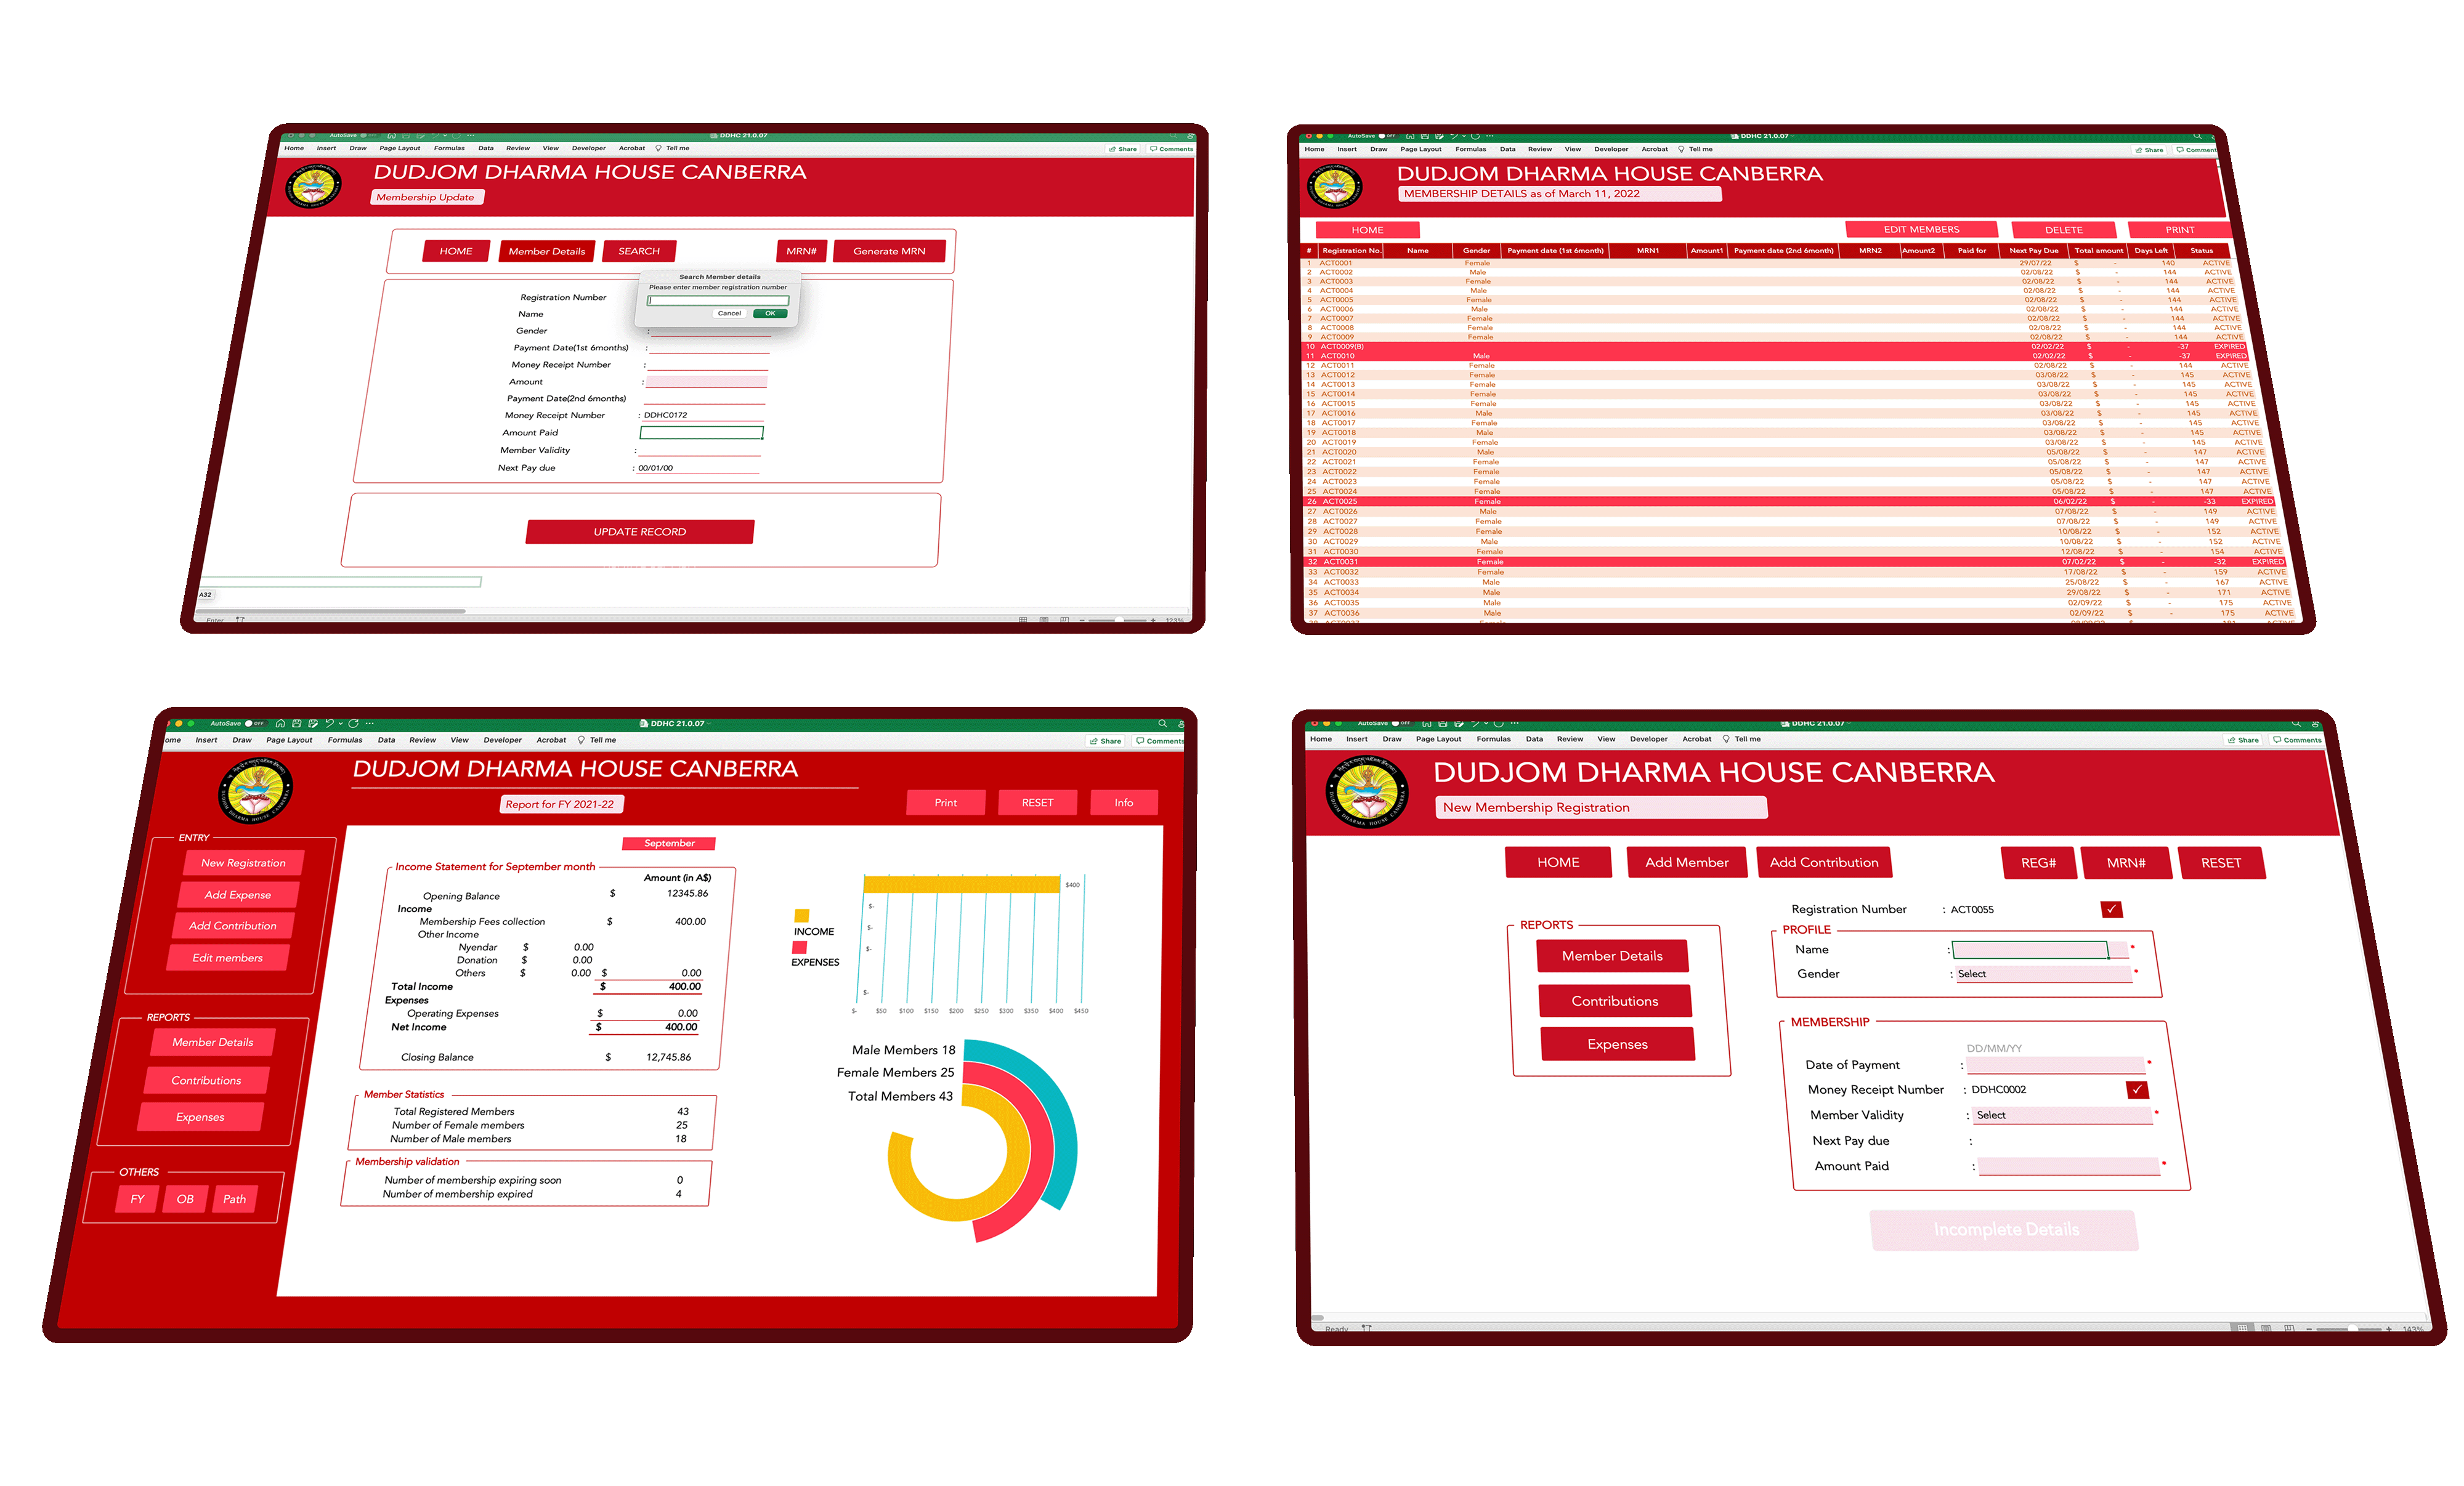 AutoSave
DDHC 21.0.07
Home Insert Draw Page Layout Formulas Data Review View Developer Acrobat Tell me Share Comments
DUDJOM DHARMA HOUSE CANBERRA
Membership Update
HOME Member Details SEARCH MRN# Generate MRN
Search Member details
Please enter member registration number
Cancel OK
Registration Number
Name
Gender :
Payment Date(1st 6months) :
Money Receipt Number :
Amount :
Payment Date(2nd 6months)
Money Receipt Number : DDHC0172
Amount Paid
Member Validity :
Next Pay due : 00/01/00
UPDATE RECORD
A32
Enter 123%
AutoSave OFF DDHC 21.0.07
Home Insert Draw Page Layout Formulas Data Review View Developer Acrobat Tell me Share Comment
DUDJOM DHARMA HOUSE CANBERRA
MEMBERSHIP DETAILS as of March 11, 2022
HOME EDIT MEMBERS DELETE PRINT
# Registration No. Name Gender Payment date (1st 6month) MRN1 Amount1 Payment date (2nd 6month) MRN2 Amount2 Paid for Next Pay Due Total amount Days Left Status
1 ACT0001 Female 29/07/22 $ - 140 ACTIVE
2 ACT0002 Male 02/08/22 $ - 144 ACTIVE
3 ACT0003 Female 02/08/22 $ - 144 ACTIVE
4 ACT0004 Male 02/08/22 $ - 144 ACTIVE
5 ACT0005 Female 02/08/22 $ - 144 ACTIVE
6 ACT0006 Male 02/08/22 $ - 144 ACTIVE
7 ACT0007 Female 02/08/22 $ - 144 ACTIVE
8 ACT0008 Female 02/08/22 $ - 144 ACTIVE
9 ACT0009 Female 02/08/22 $ - 144 ACTIVE
10 ACT0009(B) 02/02/22 $ - -37 EXPIRED
11 ACT0010 Male 02/02/22 $ - -37 EXPIRED
12 ACT0011 Female 02/08/22 $ - 144 ACTIVE
13 ACT0012 Female 03/08/22 $ - 145 ACTIVE
14 ACT0013 Female 03/08/22 $ - 145 ACTIVE
15 ACT0014 Female 03/08/22 $ - 145 ACTIVE
16 ACT0015 Female 03/08/22 $ - 145 ACTIVE
17 ACT0016 Male 03/08/22 $ - 145 ACTIVE
18 ACT0017 Female 03/08/22 $ - 145 ACTIVE
19 ACT0018 Male 03/08/22 $ - 145 ACTIVE
20 ACT0019 Female 03/08/22 $ - 145 ACTIVE
21 ACT0020 Male 05/08/22 $ - 147 ACTIVE
22 ACT0021 Female 05/08/22 $ - 147 ACTIVE
23 ACT0022 Female 05/08/22 $ - 147 ACTIVE
24 ACT0023 Female 05/08/22 $ - 147 ACTIVE
25 ACT0024 Female 05/08/22 $ - 147 ACTIVE
26 ACT0025 Female 06/02/22 $ - -33 EXPIRED
27 ACT0026 Male 07/08/22 $ - 149 ACTIVE
28 ACT0027 Female 07/08/22 $ - 149 ACTIVE
29 ACT0028 Female 10/08/22 $ - 152 ACTIVE
30 ACT0029 Male 10/08/22 $ - 152 ACTIVE
31 ACT0030 Female 12/08/22 $ - 154 ACTIVE
32 ACT0031 Female 07/02/22 $ - -32 EXPIRED
33 ACT0032 Female 17/08/22 $ - 159 ACTIVE
34 ACT0033 Male 25/08/22 $ - 167 ACTIVE
35 ACT0034 Male 29/08/22 $ - 171 ACTIVE
36 ACT0035 Male 02/09/22 $ - 175 ACTIVE
37 ACT0036 Male 02/09/22 $ - 175 ACTIVE
AutoSave OFF DDHC 21.0.07
ome Insert Draw Page Layout Formulas Data Review View Developer Acrobat Tell me Share Comments
DUDJOM DHARMA HOUSE CANBERRA
DUDJOM DHARMA HOUSE CANBERRA
Report for FY 2021-22
Print RESET Info
ENTRY
New Registration
Add Expense
Add Contribution
Edit members
REPORTS
Member Details
Contributions
Expenses
OTHERS
FY OB Path
September
Income Statement for September month
Amount (in A$)
Opening Balance $ 12345.86
Income
Membership Fees collection $ 400.00
Other Income
Nyendar $ 0.00
Donation $ 0.00
Others $ 0.00 $ 0.00
Total Income $ 400.00
Expenses
Operating Expenses $ 0.00
Net Income $ 400.00
Closing Balance $ 12,745.86
Member Statistics
Total Registered Members 43
Number of Female members 25
Number of Male members 18
Membership validation
Number of membership expiring soon 0
Number of membership expired 4
INCOME
EXPENSES
$400
$-
$-
$-
$-
$- $50 $100 $150 $200 $250 $300 $350 $400 $450
Male Members 18
Female Members 25
Total Members 43
AutoSave OFF DDHC 21.0.07
Home Insert Draw Page Layout Formulas Data Review View Developer Acrobat Tell me Share Comments
DUDJOM DHARMA HOUSE CANBERRA
DUDJOM DHARMA HOUSE CANBERRA
New Membership Registration
HOME Add Member Add Contribution REG# MRN# RESET
REPORTS
Member Details
Contributions
Expenses
Registration Number : ACT0055
PROFILE
Name : *
Gender : Select *
MEMBERSHIP
DD/MM/YY
Date of Payment : *
Money Receipt Number : DDHC0002
Member Validity : Select *
Next Pay due :
Amount Paid : *
Incomplete Details
Ready 143%